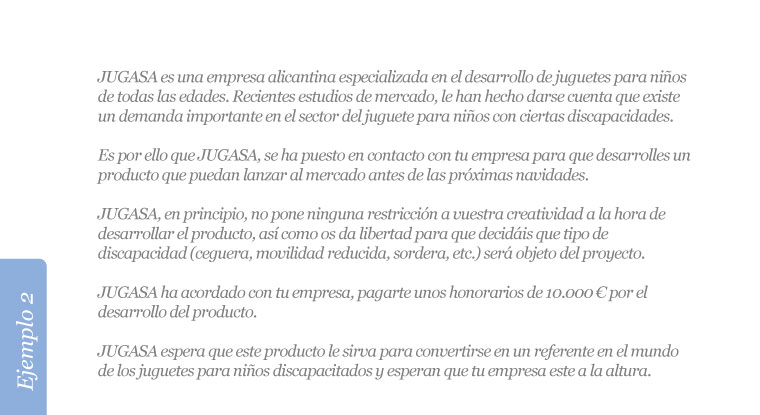 JUGASA es una empresa alicantina especializada en el desarrollo de juguetes para niños
de todas las edades. Recientes estudios de mercado, le han hecho darse cuenta que existe
un demanda importante en el sector del juguete para niños con ciertas discapacidades.
Es por ello que JUGASA, se ha puesto en contacto con tu empresa para que desarrolles un
producto que puedan lanzar al mercado antes de las próximas navidades.
JUGASA, en principio, no pone ninguna restricción a vuestra creatividad a la hora de
desarrollar el producto, así como os da libertad para que decidáis que tipo de
discapacidad (ceguera, movilidad reducida, sordera, etc.) será objeto del proyecto.
JUGASA ha acordado con tu empresa, pagarte unos honorarios de 10.000 € por el
desarrollo del producto.
JUGASA espera que este producto le sirva para convertirse en un referente en el mundo
de los juguetes para niños discapacitados y esperan que tu empresa este a la altura.
Ejemplo 2